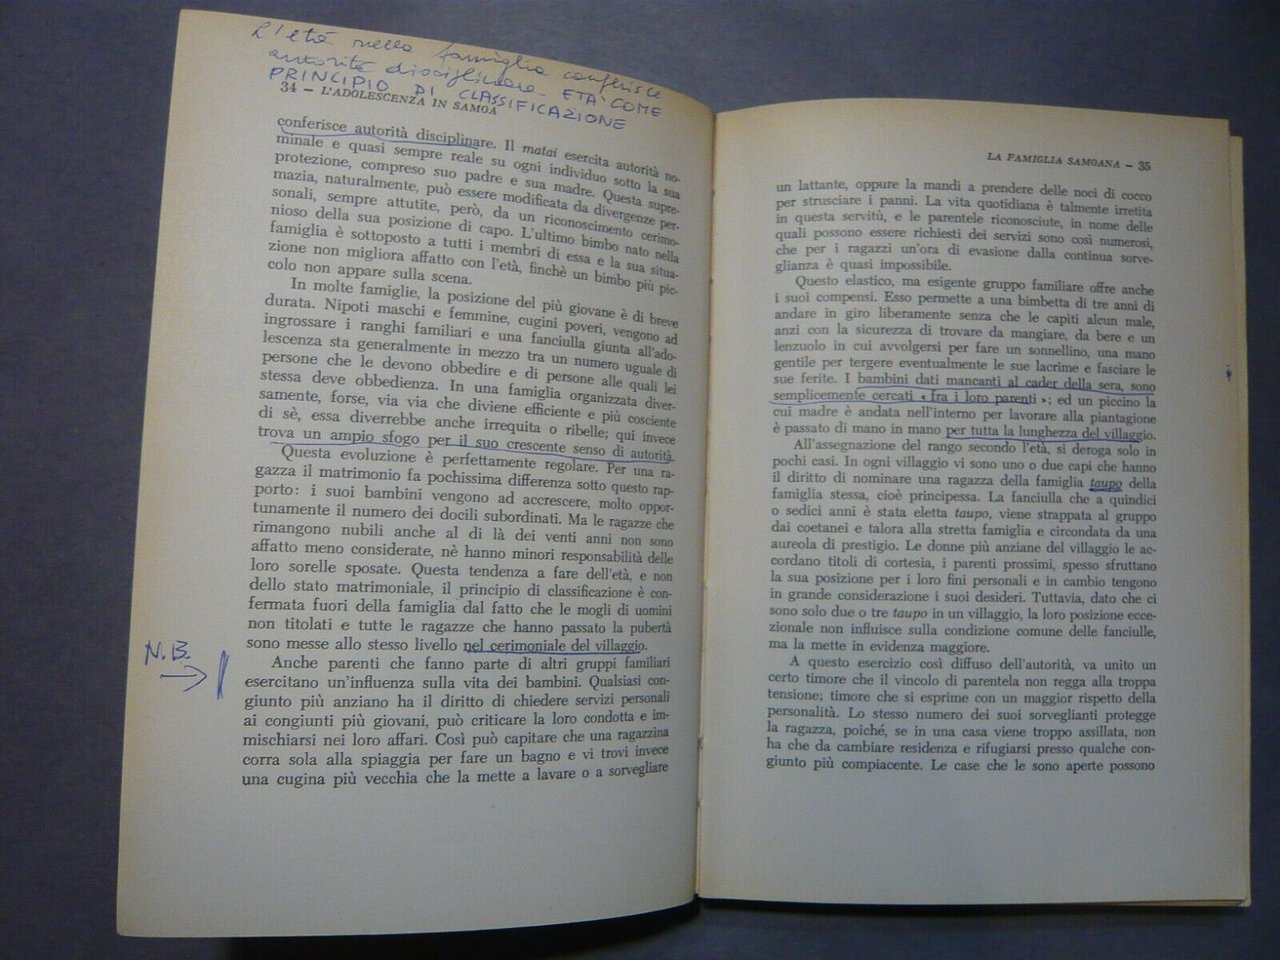 L'età nella famiglia conferisce
autorità disciplinare. ETÀ COME
PRINCIPIO DI CLASSIFICAZIONE
34 — L'ADOLESCENZA IN SAMOA
conferisce autorità disciplinare. Il matai esercita autorità no-
minale e quasi sempre reale su ogni individuo sotto la sua
protezione, compreso suo padre e sua madre. Questa supre-
mazia, naturalmente, può essere modificata da divergenze per-
sonali, sempre attutite, però, da un riconoscimento cerimo-
nioso della sua posizione di capo. L'ultimo bimbo nato nella
famiglia è sottoposto a tutti i membri di essa e la sua situa-
zione non migliora affatto con l'età, finchè un bimbo più pic-
colo non appare sulla scena.
In molte famiglie, la posizione del più giovane è di breve
durata. Nipoti maschi e femmine, cugini poveri, vengono ad
ingrossare i ranghi familiari e una fanciulla giunta all'ado-
lescenza sta generalmente in mezzo tra un numero uguale di
persone che le devono obbedire e di persone alle quali lei
stessa deve obbedienza. In una famiglia organizzata diver-
samente, forse, via via che diviene efficiente e più cosciente
di sè, essa diverrebbe anche irrequita o ribelle; qui invece
trova un ampio sfogo per il suo crescente senso di autorità.
Questa evoluzione è perfettamente regolare. Per una ra-
gazza il matrimonio fa pochissima differenza sotto questo rap-
porto: i suoi bambini vengono ad accrescere, molto oppor-
tunamente il numero dei docili subordinati. Ma le ragazze che
rimangono nubili anche al di là dei venti anni non sono
affatto meno considerate, nè hanno minori responsabilità delle
loro sorelle sposate. Questa tendenza a fare dell'età, e non
dello stato matrimoniale, il principio di classificazione è con-
fermata fuori della famiglia dal fatto che le mogli di uomini
non titolati e tutte le ragazze che hanno passato la pubertà
sono messe allo stesso livello nel cerimoniale del villaggio.
N.B.
Anche parenti che fanno parte di altri gruppi familiari
esercitano un'influenza sulla vita dei bambini. Qualsiasi con-
giunto più anziano ha il diritto di chiedere servizi personali
ai congiunti più giovani, può criticare la loro condotta e im-
mischiarsi nei loro affari. Così può capitare che una ragazzina
corra sola alla spiaggia per fare un bagno e vi trovi invece
una cugina più vecchia che la mette a lavare o a sorvegliare
LA FAMIGLIA SAMOANA — 35
un lattante, oppure la mandi a prendere delle noci di cocco
per strusciare i panni. La vita quotidiana è talmente irretita
in questa servitù, e le parentele riconosciute, in nome delle
quali possono essere richiesti dei servizi sono così numerosi,
che per i ragazzi un'ora di evasione dalla continua sorve-
glianza è quasi impossibile.
Questo elastico, ma esigente gruppo familiare offre anche
i suoi compensi. Esso permette a una bimbetta di tre anni di
andare in giro liberamente senza che le capiti alcun male,
anzi con la sicurezza di trovare da mangiare, da bere e un
lenzuolo in cui avvolgersi per fare un sonnellino, una mano
gentile per tergere eventualmente le sue lacrime e fasciare le
sue ferite. I bambini dati mancanti al cader della sera, sono
semplicemente cercati « fra i loro parenti »; ed un piccino la
cui madre è andata nell'interno per lavorare alla piantagione
è passato di mano in mano per tutta la lunghezza del villaggio.
All'assegnazione del rango secondo l'età, si deroga solo in
pochi casi. In ogni villaggio vi sono uno o due capi che hanno
il diritto di nominare una ragazza della famiglia taupo della
famiglia stessa, cioè principessa. La fanciulla che a quindici
o sedici anni è stata eletta taupo, viene strappata al gruppo
dai coetanei e talora alla stretta famiglia e circondata da una
aureola di prestigio. Le donne più anziane del villaggio le ac-
cordano titoli di cortesia, i parenti prossimi, spesso sfruttano
la sua posizione per i loro fini personali e in cambio tengono
in grande considerazione i suoi desideri. Tuttavia, dato che ci
sono solo due o tre taupo in un villaggio, la loro posizione ecce-
zionale non influisce sulla condizione comune delle fanciulle,
ma la mette in evidenza maggiore.
A questo esercizio così diffuso dell'autorità, va unito un
certo timore che il vincolo di parentela non regga alla troppa
tensione; timore che si esprime con un maggior rispetto della
personalità. Lo stesso numero dei suoi sorveglianti protegge
la ragazza, poiché, se in una casa viene troppo assillata, non
ha che da cambiare residenza e rifugiarsi presso qualche con-
giunto più compiacente. Le case che le sono aperte possono